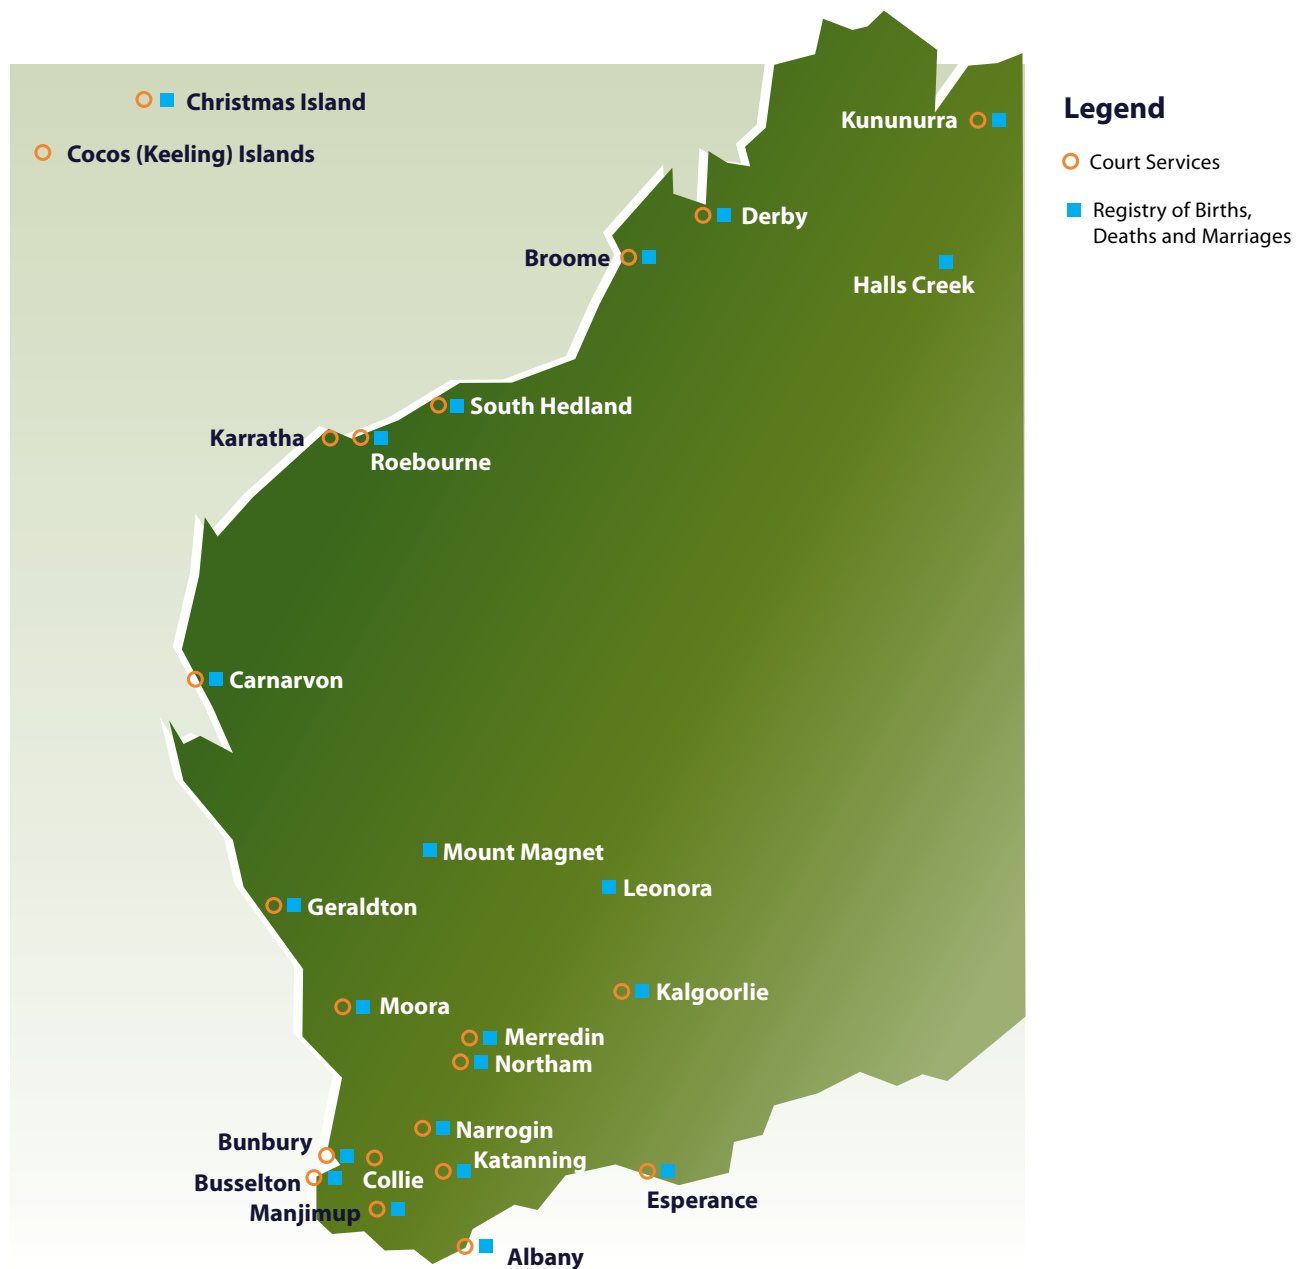 Christmas Island
Cocos (Keeling) Islands
Kununurra
Legend
Court Services
Registry of Births,
Deaths and Marriages
Derby
Broome
Halls Creek
South Hedland
Karratha
Roebourne
Carnarvon
Mount Magnet
Leonora
Geraldton
Kalgoorlie
Moora
Merredin
Northam
Narrogin
Bunbury
Katanning
Collie
Busselton
Esperance
Manjimup
Albany